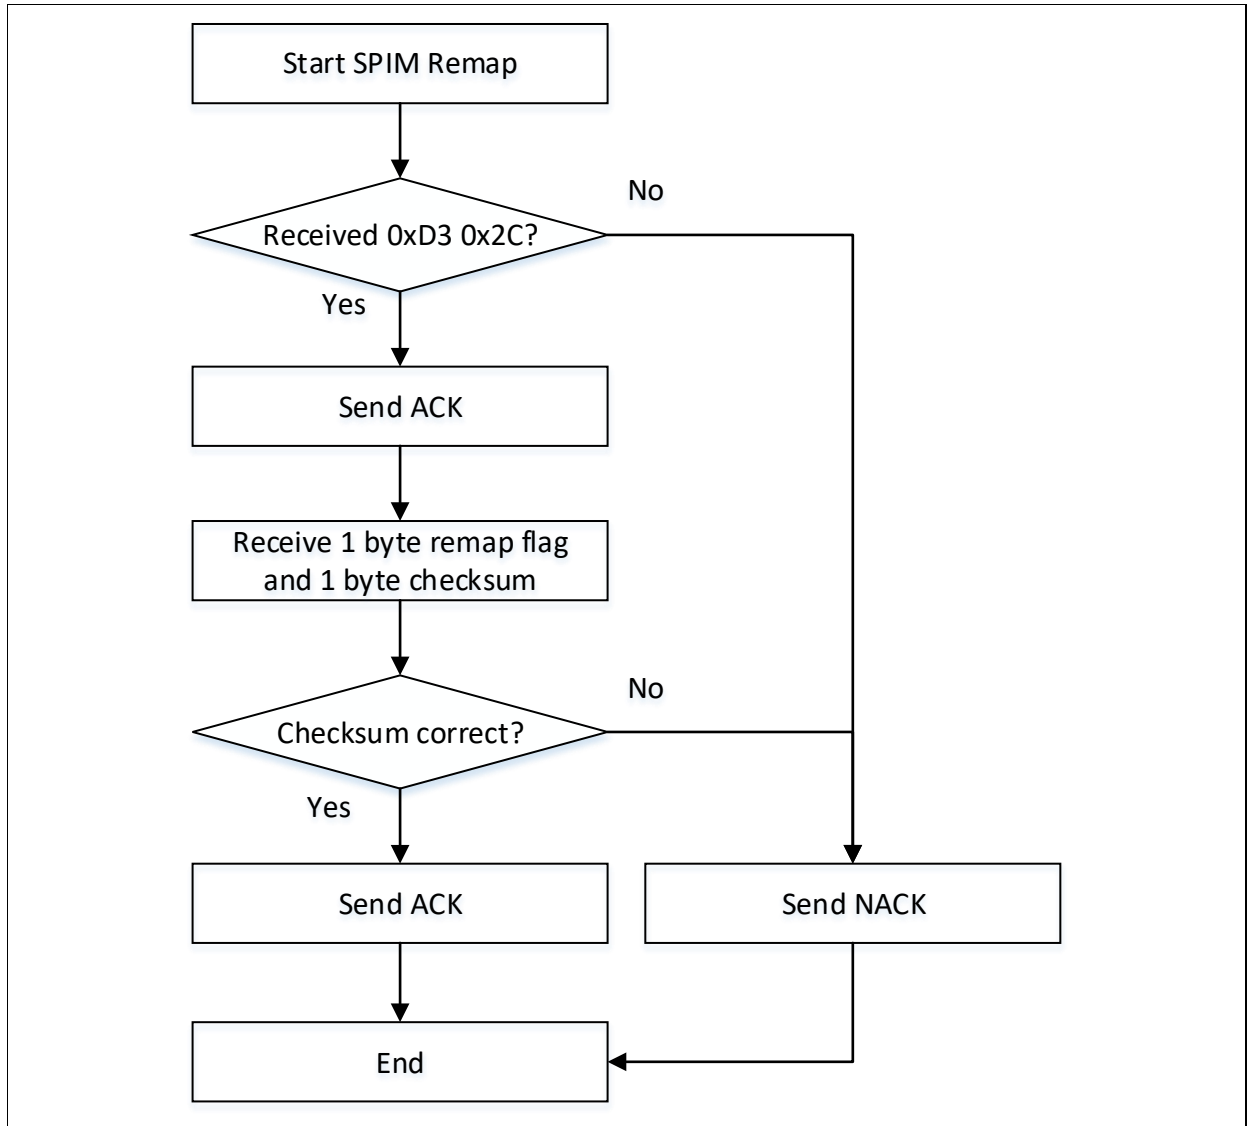 Start SPIM Remap
No
Received 0xD3 0x2C?
Yes
Send ACK
Receive 1 byte remap flag
and 1 byte checksum
No
Checksum correct?
Yes
Send ACK
Send NACK
End